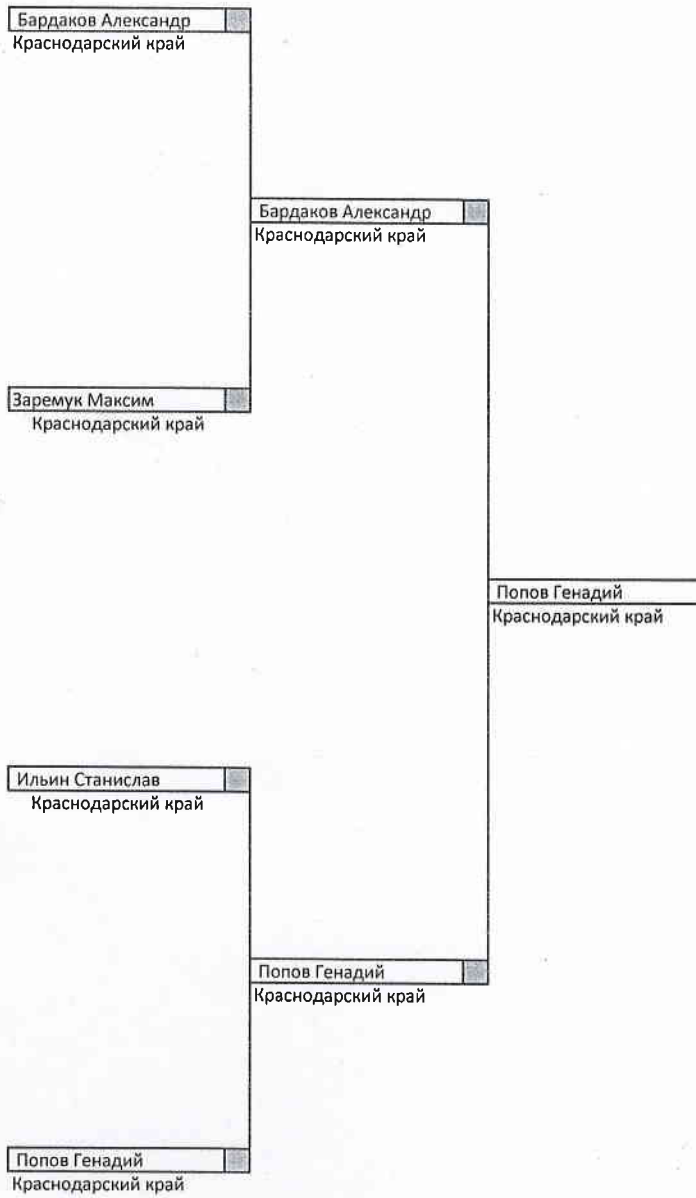 Бардаков Александр
Краснодарский край
Бардаков Александр
Краснодарский край
Заремук Максим
Краснодарский край
Попов Генадий
Краснодарский край
Ильин Станислав
Краснодарский край
Попов Генадий
Краснодарский край
Попов Генадий
Краснодарский край